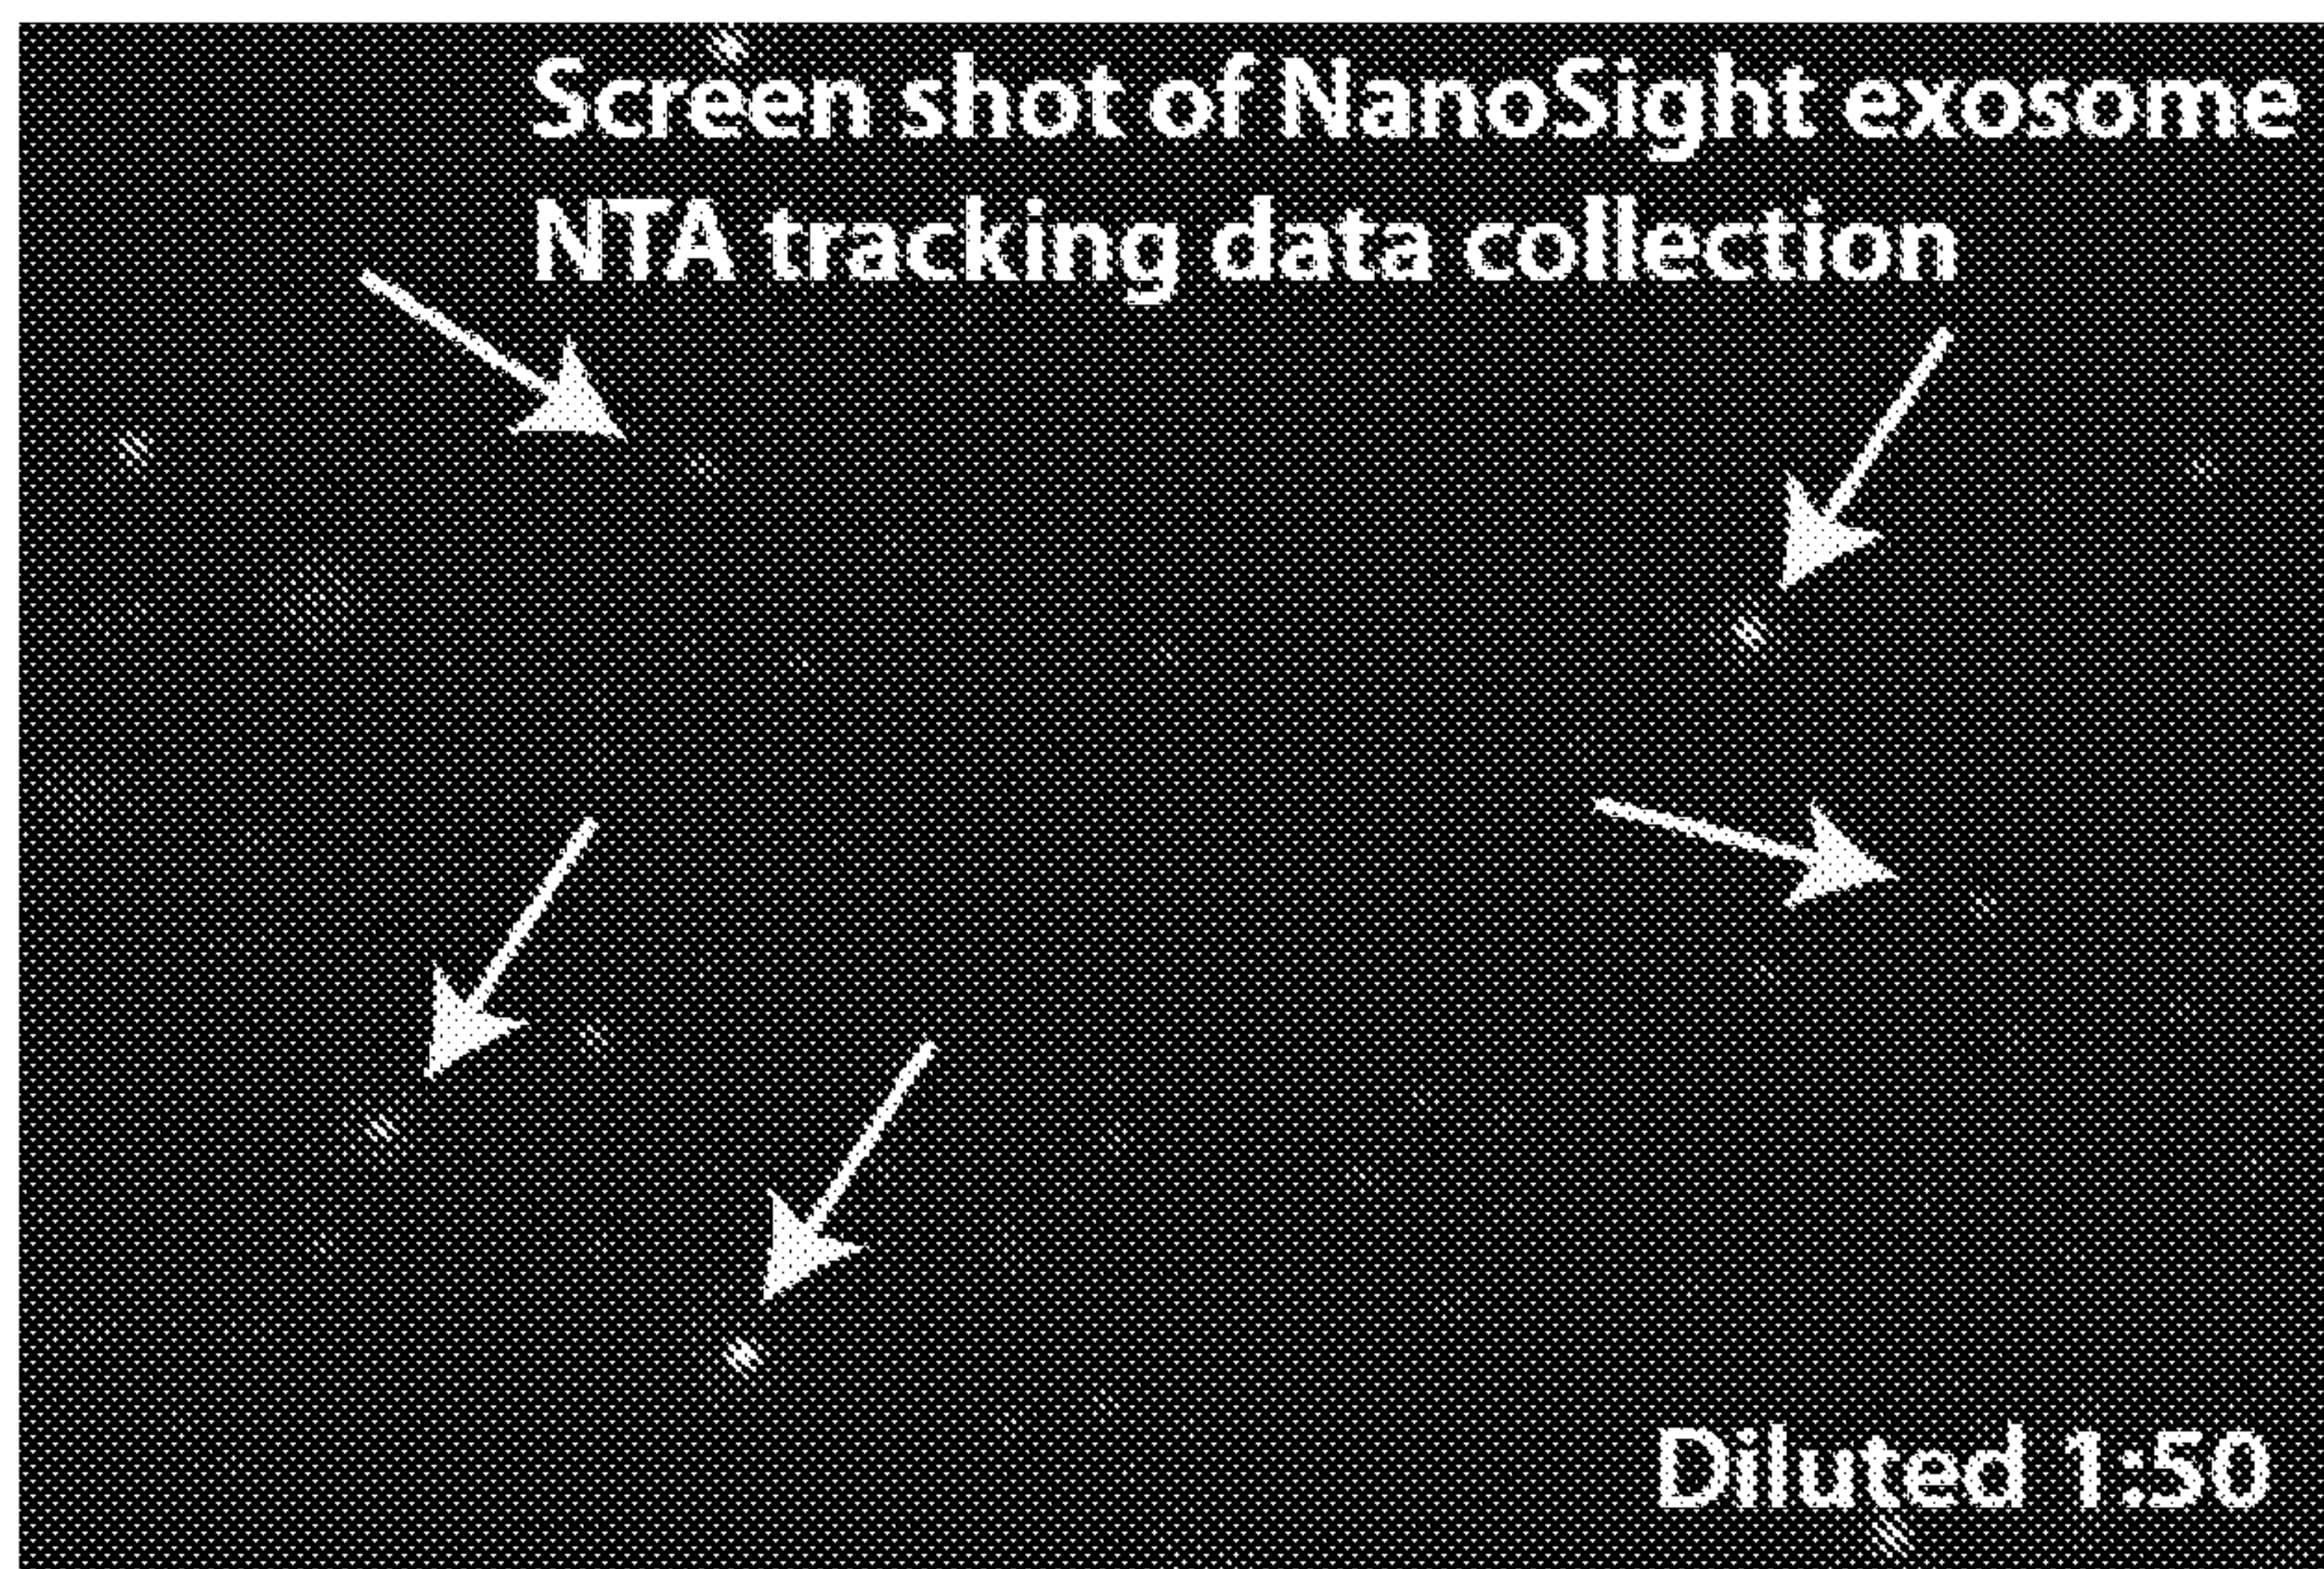 Screen shot of NanoSight exosome
NTA tracking data collection
Diluted 1:50